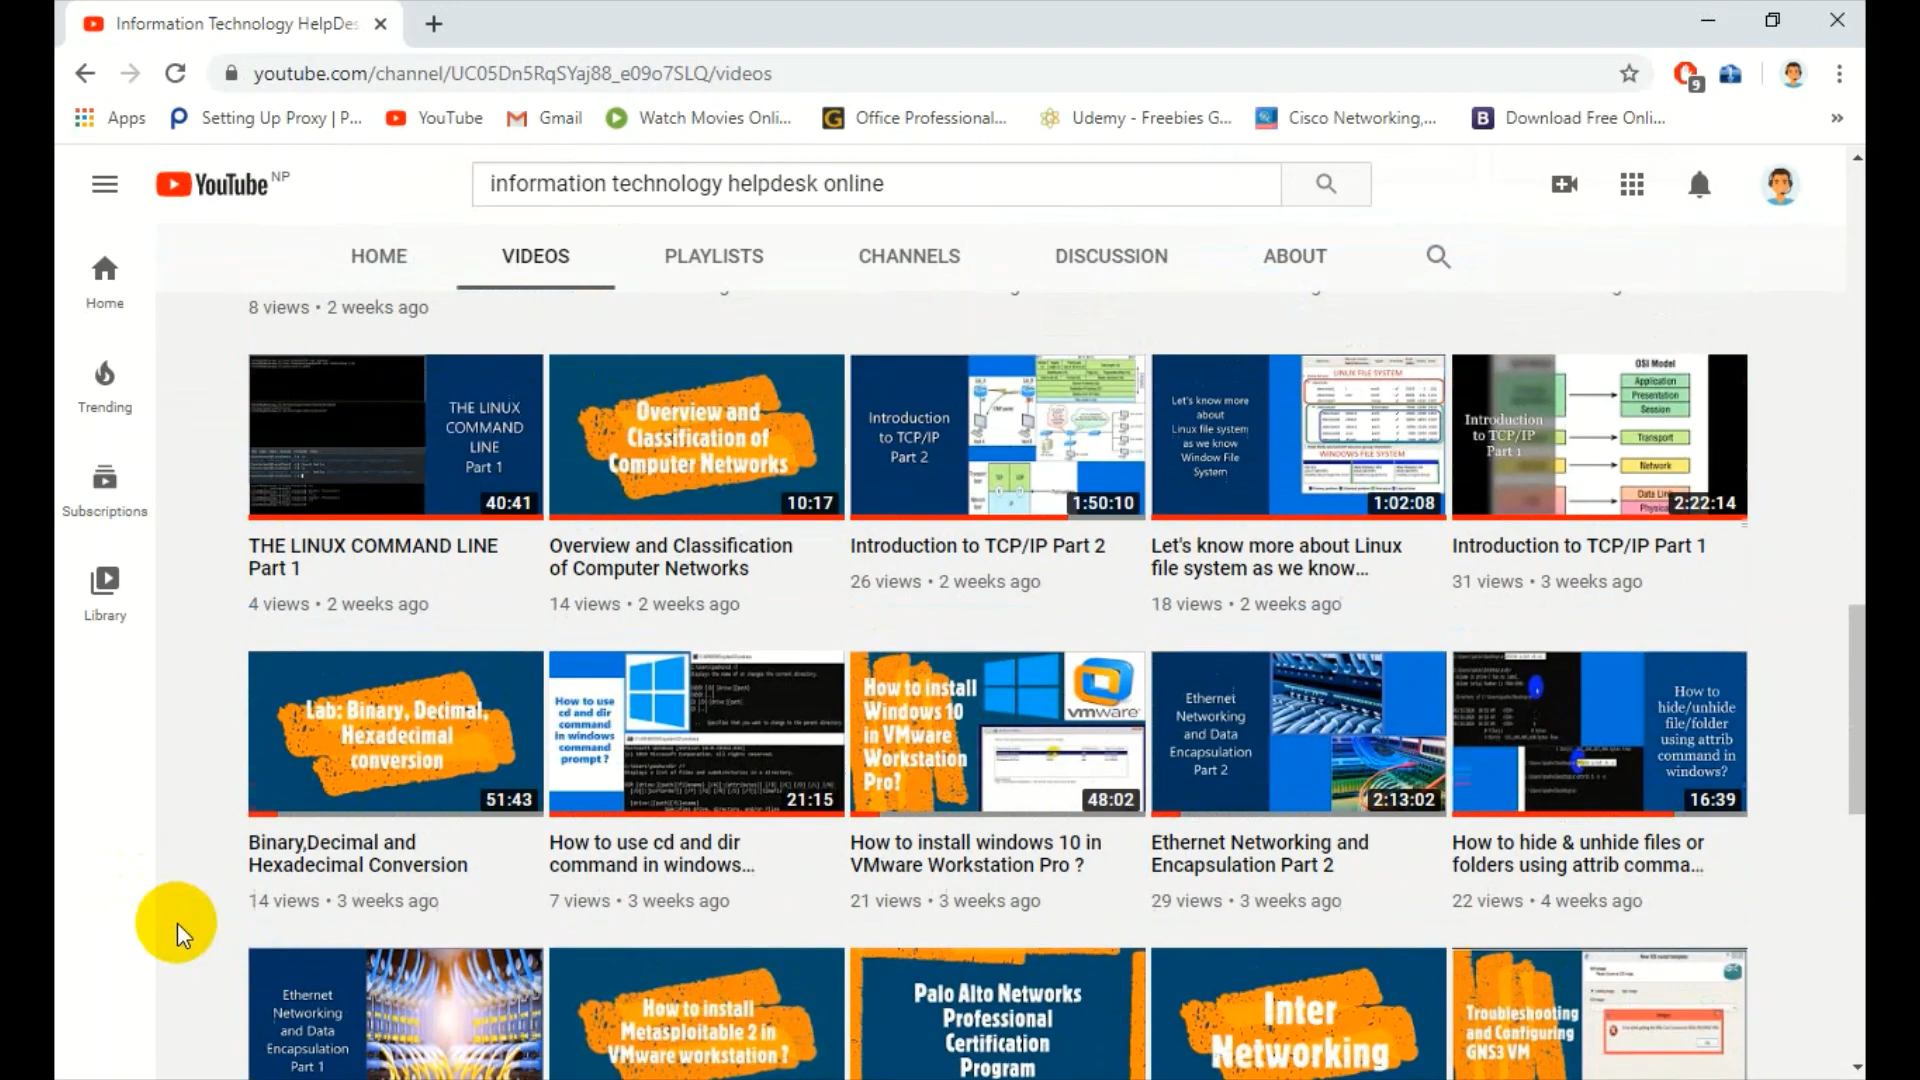 Information Technology HelpDes
youtube.com/channel/UC05Dn5RqSYaj88_e09o7SLQ/videos
9
Apps
Setting Up Proxy | P...
YouTube
Gmail
Watch Movies Onli...
Office Professional...
Udemy - Freebies G...
Cisco Networking,...
Download Free Onli...
YouTube NP
information technology helpdesk online
HOME
VIDEOS
PLAYLISTS
CHANNELS
DISCUSSION
ABOUT
Home
Trending
Subscriptions
Library
8 views • 2 weeks ago
THE LINUX
COMMAND
LINE
Part 1
40:41
Overview and
Classification of
Computer Networks
10:17
Introduction
to TCP/IP
Part 2
1:50:10
Let's know more
about
Linux file system
as we know
Window File
System
LINUX FILE SYSTEM
WINDOWS FILE SYSTEM
1:02:08
Introduction
to TCP/IP
Part 1
OSI Model
Application
Presentation
Session
Transport
Network
Data Link
2:22:14
THE LINUX COMMAND LINE
Part 1
4 views • 2 weeks ago
Overview and Classification
of Computer Networks
14 views • 2 weeks ago
Introduction to TCP/IP Part 2
26 views • 2 weeks ago
Let's know more about Linux
file system as we know...
18 views • 2 weeks ago
Introduction to TCP/IP Part 1
31 views • 3 weeks ago
Lab: Binary, Decimal,
Hexadecimal
conversion
51:43
How to use
cd and dir
command
in windows
command
prompt ?
21:15
How to install
Windows 10
in VMware
Workstation
Pro?
vmware
48:02
Ethernet
Networking
and Data
Encapsulation
Part 2
2:13:02
How to
hide/unhide
file/folder
using attrib
command in
windows?
16:39
Binary,Decimal and
Hexadecimal Conversion
14 views • 3 weeks ago
How to use cd and dir
command in windows...
7 views • 3 weeks ago
How to install windows 10 in
VMware Workstation Pro ?
21 views • 3 weeks ago
Ethernet Networking and
Encapsulation Part 2
29 views • 3 weeks ago
How to hide & unhide files or
folders using attrib comma...
22 views • 4 weeks ago
Ethernet
Networking
and Data
Encapsulation
Part 1
How to install
Metasploitable 2 in
VMware workstation ?
Palo Alto Networks
Professional
Certification
Program
Inter
Networking
Troubleshooting
and Configuring
GNS3 VM